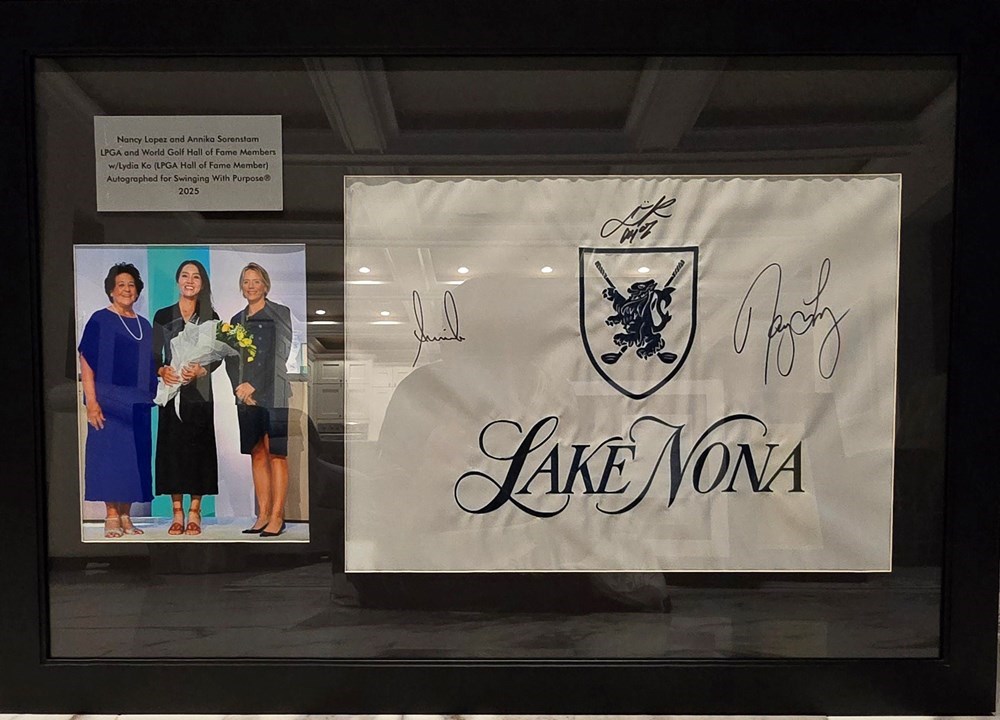 Nancy Lopez and Annika Sorenstam
LPGA and World Golf Hall of Fame Members
w/Lydia Ko (LPGA Hall of Fame Member)
Autographed for Swinging With Purpose®
2025
LAKE NONA